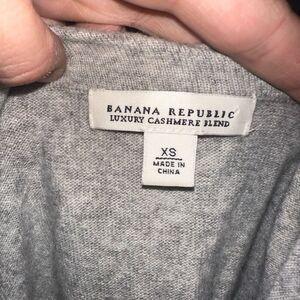 BANANA REPUBLIC
LUXURY CASHMERE BLEND
XS
MADE IN
CHINA